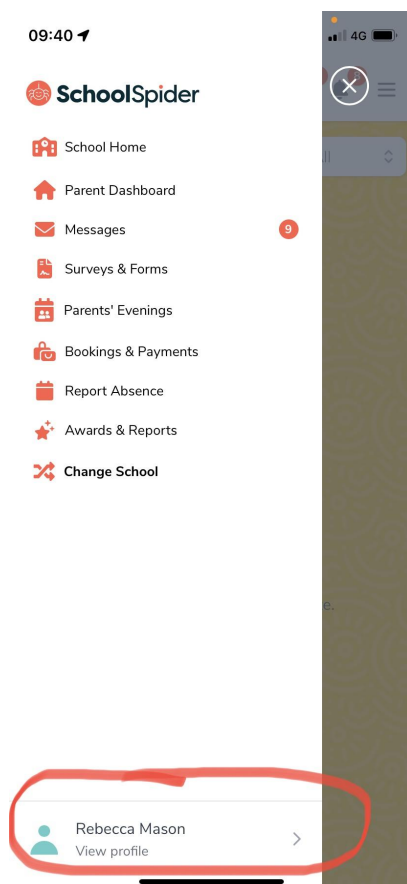 09:40
4G
SchoolSpider
School Home
Parent Dashboard
Messages
9
Surveys & Forms
Parents' Evenings
Bookings & Payments
Report Absence
Awards & Reports
Change School
e.
Rebecca Mason
View profile